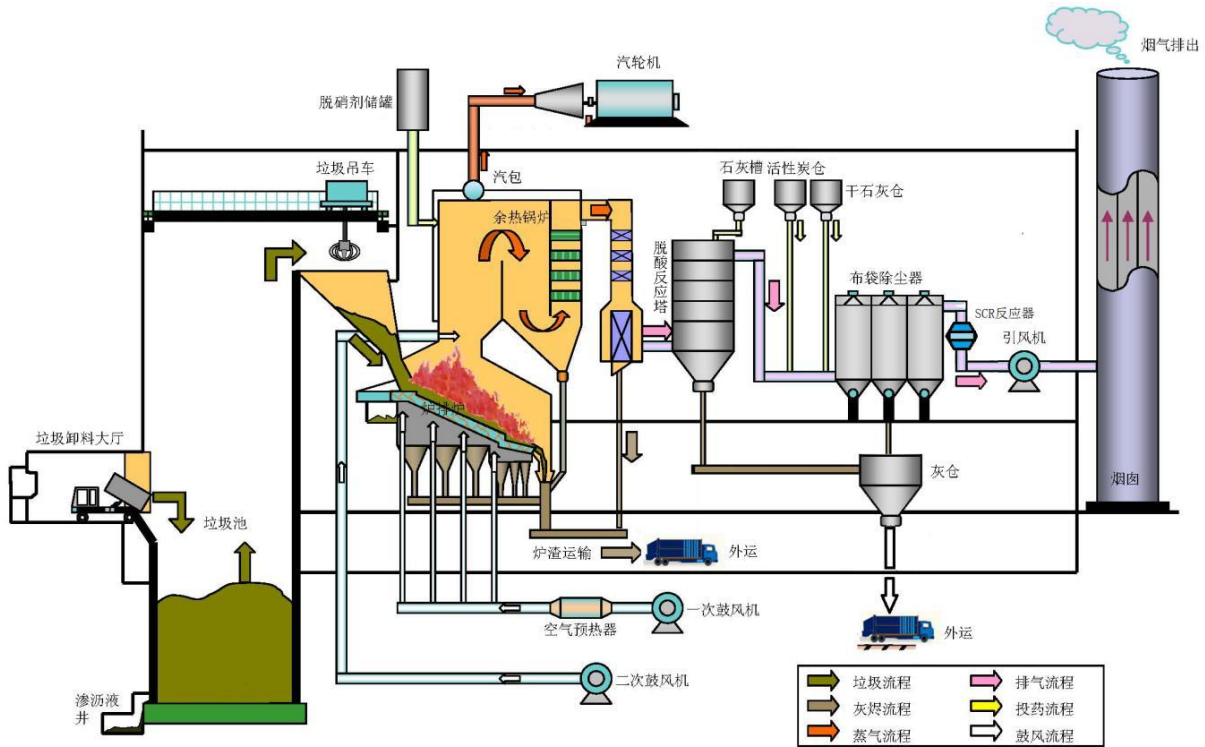 烟气排出
汽轮机
脱硝剂储罐
垃圾吊车
汽包
石灰槽
活性炭仓
干石灰仓
余热锅炉
脱酸反应塔
布袋除尘器
SCR反应器
引风机
炉排炉
垃圾卸料大厅
灰仓
烟囱
垃圾池
炉渣运输
外运
一次鼓风机
空气预热器
外运
二次鼓风机
渗沥液
井
垃圾流程
排气流程
灰烬流程
投药流程
蒸气流程
鼓风流程